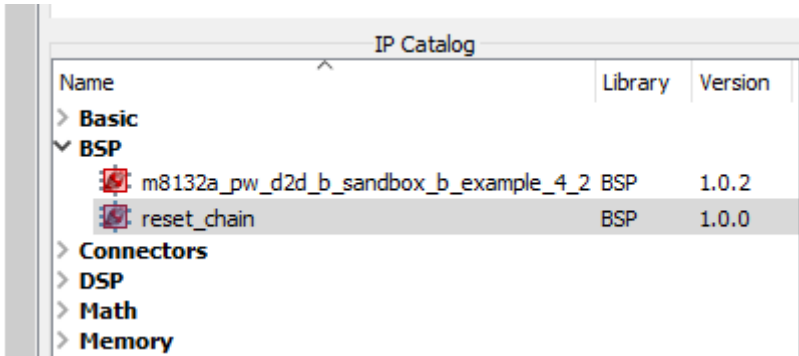 IP Catalog
Name Library Version
Basic
BSP
m8132a_pw_d2d_b_sandbox_b_example_4_2 BSP 1.0.2
reset_chain BSP 1.0.0
Connectors
DSP
Math
Memory